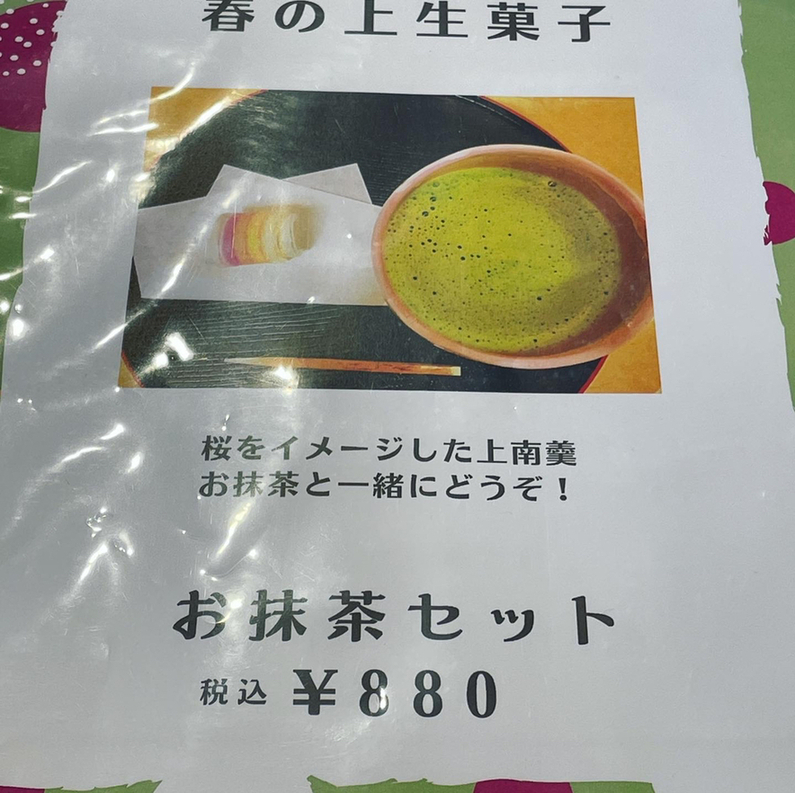 春の上生菓子
桜をイメージした上南羹
お抹茶と一緒にどうぞ！
お抹茶セット
税込 ¥880